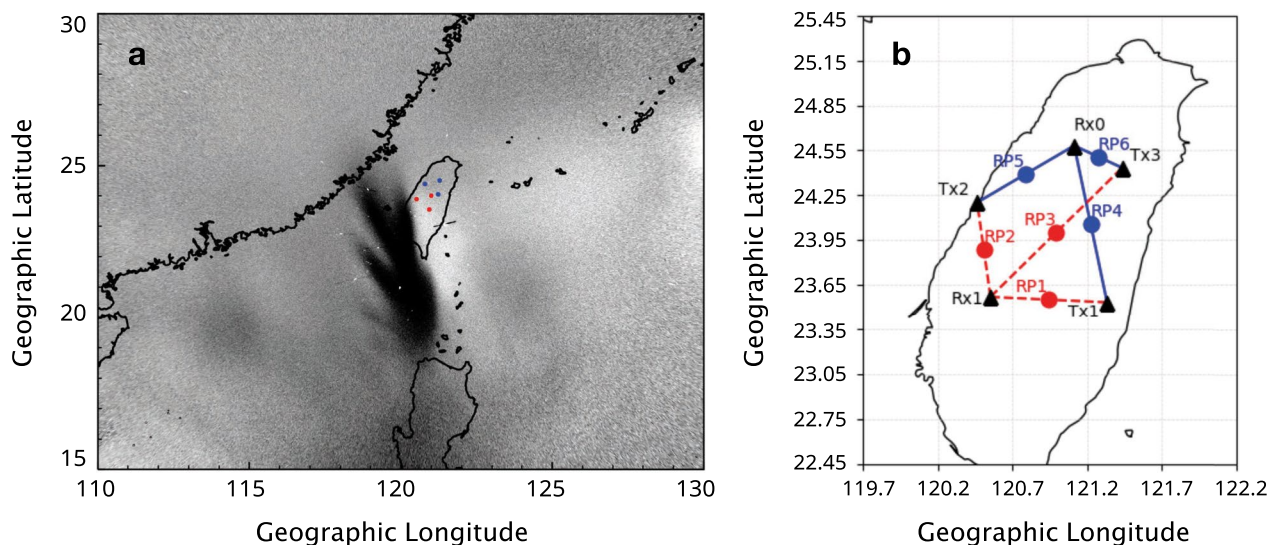 a
Geographic Latitude
30
25
20
15
110 115 120 125 130
Geographic Longitude
b
Geographic Latitude
25.45
25.15
24.85
24.55
24.25
23.95
23.65
23.35
23.05
22.75
22.45
Rx0
RP6
Tx3
RP5
Tx2
RP4
RP3
RP2
RP1
Rx1
Tx1
119.7 120.2 120.7 121.2 121.7 122.2
Geographic Longitude